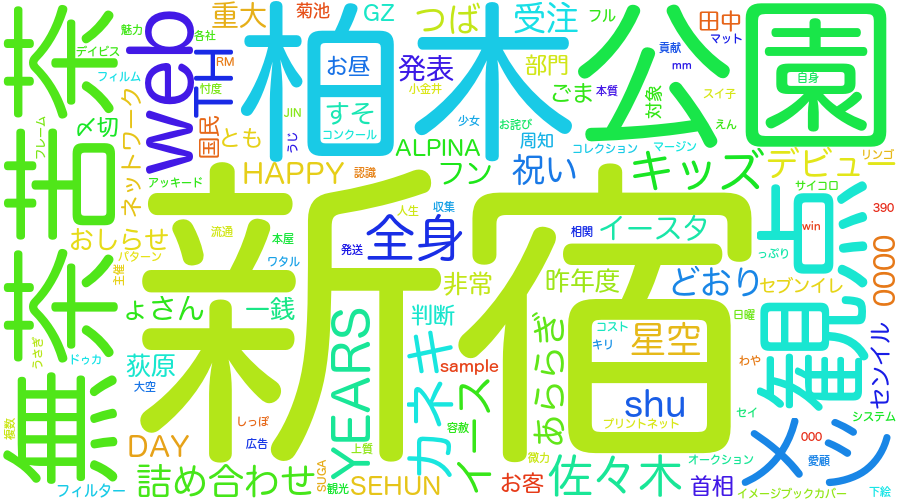 新宿
柏木
公園
無茶苦茶
観点
メシ
web
TH
重大
菊池
GZ
つば
受注
フル
田中
マット
魅力
各社
デイビス
フィルム
RM
忖度
お昼
発表
小金井
部門
貢献
mm
自身
スイ子
ごま
本質
対象
すそ
コンクール
JIN
うじ
少女
お詫び
周知
えん
コレクション
マージン
リンゴ
〆切
フレーム
ネットワーク
国民
とも
ALPINA
HAPPY
認識
フン
祝い
キッズ
デビュー
アッキード
サイコロ
390
win
人生
収集
全身
相関
イースタ
おしらせ
パターン
流通
本屋
発送
ワタル
主催
っぷり
0000
セブンイレ
どおり
昨年度
非常
ょさん
一銭
判断
YEARS
カネキ
あららぎ
コスト
キリ
星空
日曜
センイル
うさぎ
ドゥカ
荻原
大空
sample
わや
shu
プリントネット
セイ
システム
複数
DAY
しっぽ
広告
上質
イーヌ
容赦
微力
000
愛顧
オークション
詰め合わせ
フィルター
SUGA
観光
SEHUN
お客
佐々木
首相
イメージブックカバー
下絵